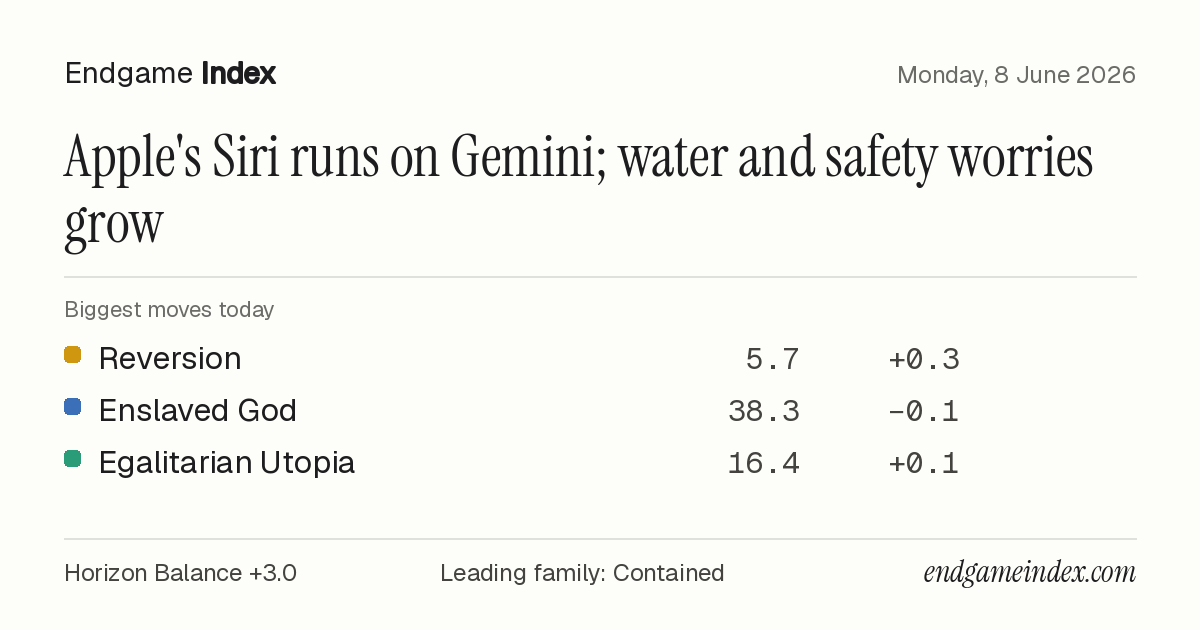 Endgame Index
Monday, 8 June 2026
Apple's Siri runs on Gemini; water and safety worries
grow
Biggest moves today
Reversion 5.7 +0.3
Enslaved God 38.3 −0.1
Egalitarian Utopia 16.4 +0.1
Horizon Balance +3.0
Leading family: Contained
endgameindex.com